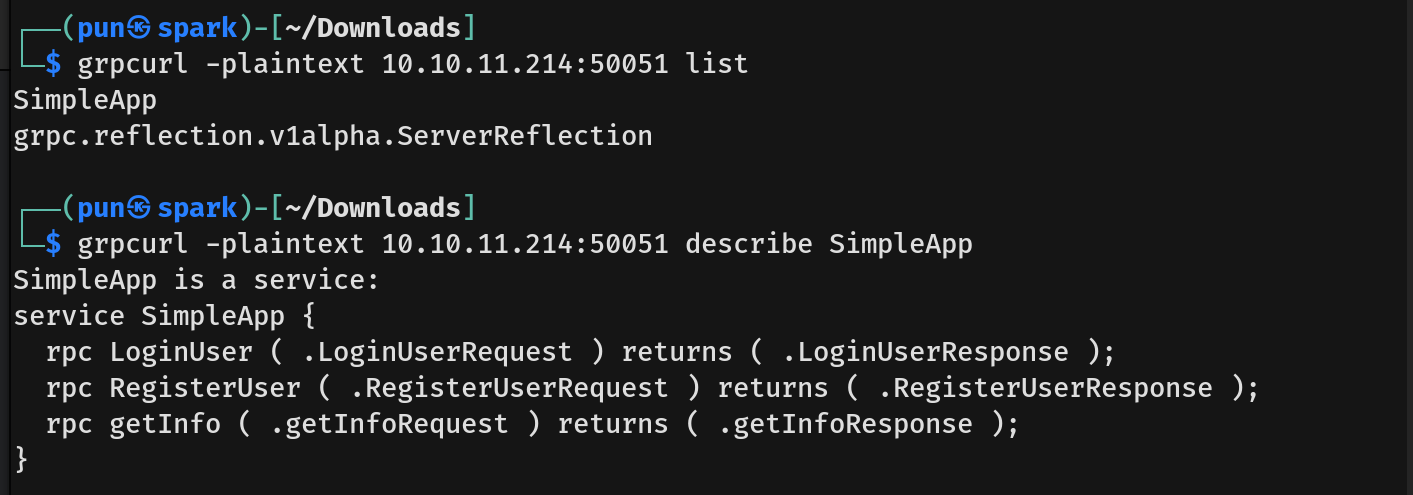 ┌──(pun㉿spark)-[~/Downloads]
└─$ grpcurl -plaintext 10.10.11.214:50051 list
SimpleApp
grpc.reflection.v1alpha.ServerReflection
┌──(pun㉿spark)-[~/Downloads]
└─$ grpcurl -plaintext 10.10.11.214:50051 describe SimpleApp
SimpleApp is a service:
service SimpleApp {
  rpc LoginUser ( .LoginUserRequest ) returns ( .LoginUserResponse );
  rpc RegisterUser ( .RegisterUserRequest ) returns ( .RegisterUserResponse );
  rpc getInfo ( .getInfoRequest ) returns ( .getInfoResponse );
}